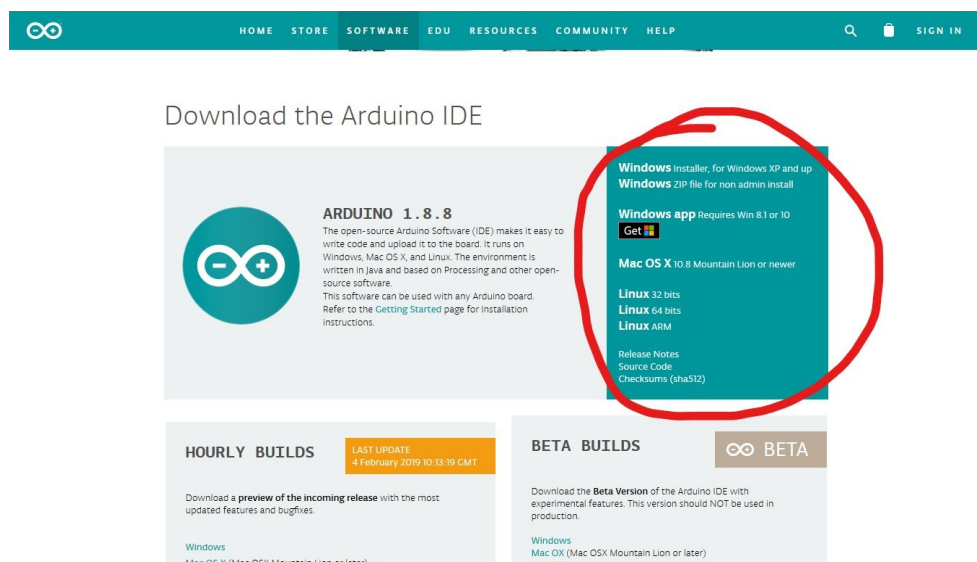 HOME STORE SOFTWARE EDU RESOURCES COMMUNITY HELP SIGN IN
Download the Arduino IDE
ARDUINO 1.8.8
The open-source Arduino Software (IDE) makes it easy to
write code and upload it to the board. It runs on
Windows, Mac OS X, and Linux. The environment is
written in Java and based on Processing and other open-
source software.
This software can be used with any Arduino board.
Refer to the Getting Started page for Installation
instructions.
Windows Installer, for Windows XP and up
Windows ZIP file for non admin install
Windows app Requires Win 8.1 or 10
Get
Mac OS X 10.8 Mountain Lion or newer
Linux 32 bits
Linux 64 bits
Linux ARM
Release Notes
Source Code
Checksums (sha512)
HOURLY BUILDS
LAST UPDATE
4 February 2019 10:13:19 GMT
Download a preview of the incoming release with the most
updated features and bugfixes.
Windows
Mac OS X (Mac OSX Mountain Lion or later)
BETA BUILDS
BETA
Download the Beta Version of the Arduino IDE with
experimental features. This version should NOT be used in
production.
Windows
Mac OX (Mac OSX Mountain Lion or later)